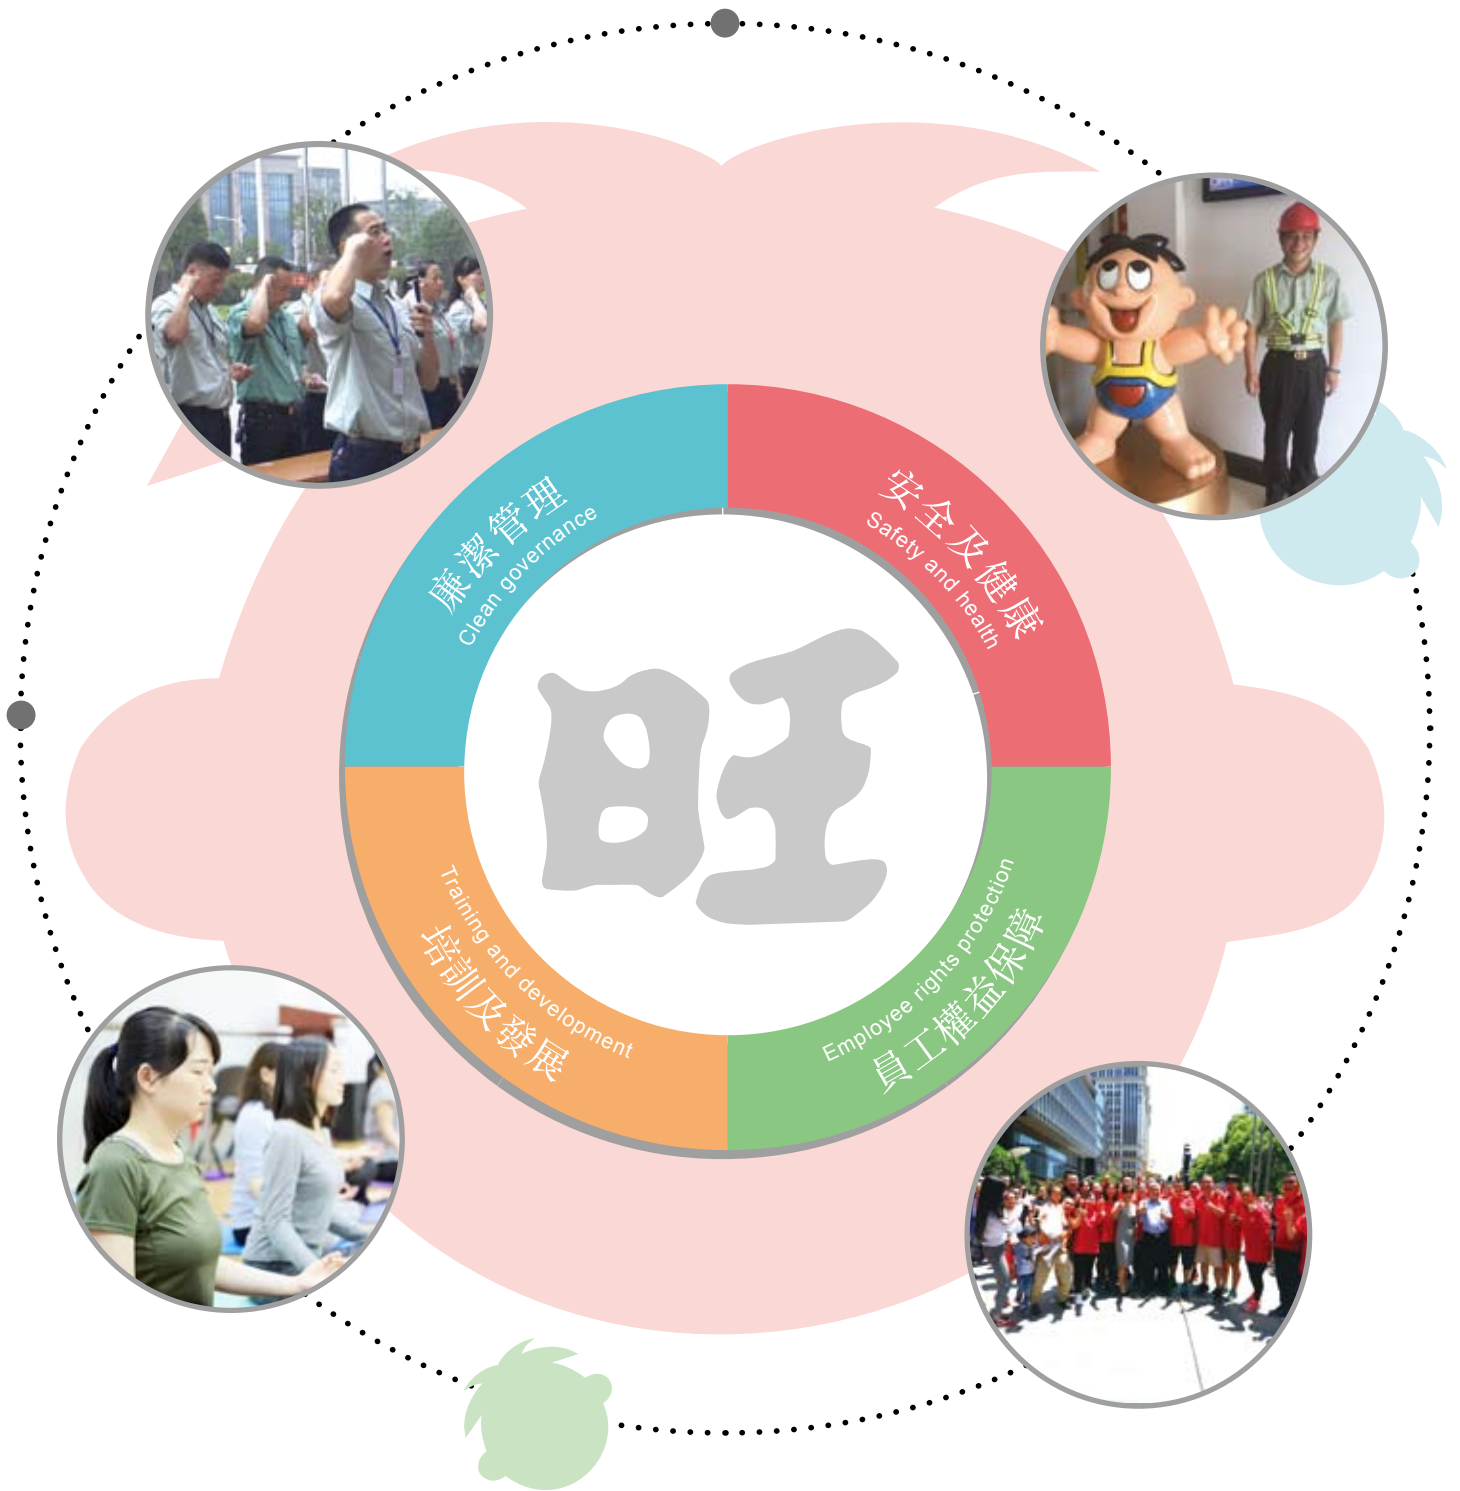 廉潔管理
Clean governance
安全及健康
Safety and health
旺
Training and development
培訓及發展
Employee rights protection
員工權益保障